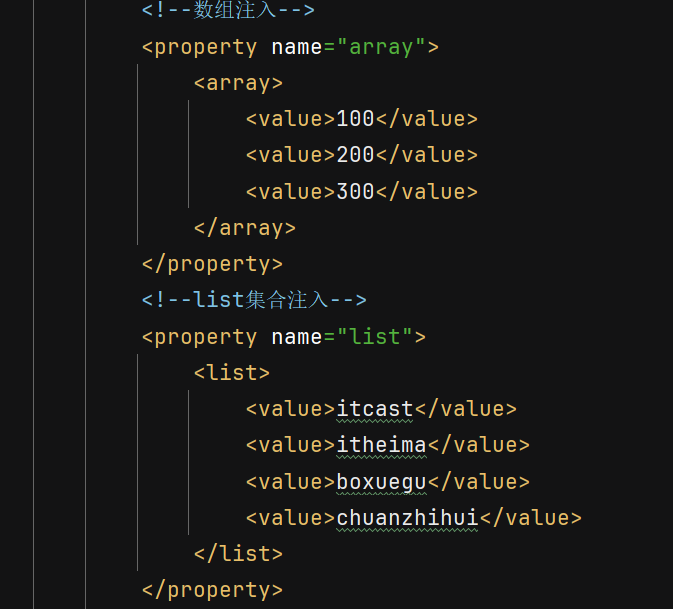 <!--数组注入-->
<property name="array">
<array>
<value>100</value>
<value>200</value>
<value>300</value>
</array>
</property>
<!--list集合注入-->
<property name="list">
<list>
<value>itcast</value>
<value>itheima</value>
<value>boxuegu</value>
<value>chuanzhihui</value>
</list>
</property>